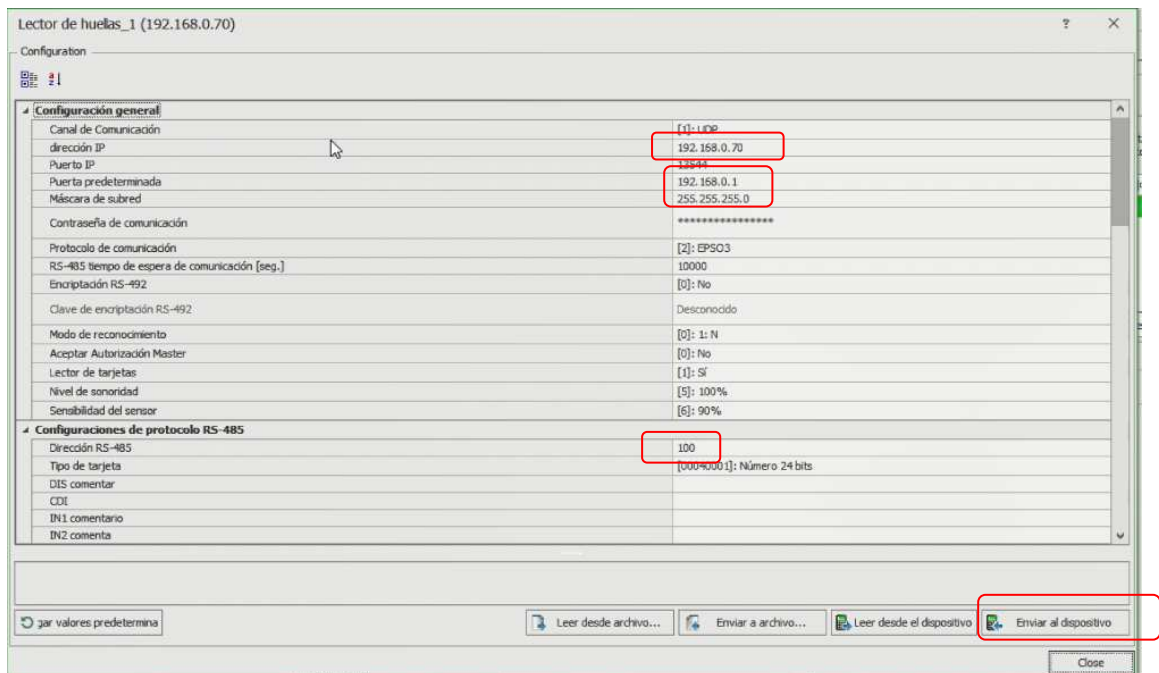 Lector de huellas_1 (192.168.0.70)
? ×
Configuration
Configuración general
Canal de Comunicación [1]: UDP
dirección IP 192.168.0.70
Puerto IP 12544
Puerta predeterminada 192.168.0.1
Máscara de subred 255.255.255.0
Contraseña de comunicación ****************
Protocolo de comunicación [2]: EPSO3
RS-485 tiempo de espera de comunicación [seg.] 10000
Encriptación RS-492 [0]: No
Clave de encriptación RS-492 Desconocido
Modo de reconocimiento [0]: 1: N
Aceptar Autorización Master [0]: No
Lector de tarjetas [1]: Sí
Nivel de sonoridad [5]: 100%
Sensibilidad del sensor [6]: 90%
Configuraciones de protocolo RS-485
Dirección RS-485 100
Tipo de tarjeta [00040001]: Número 24 bits
DIS comentar
CDI
IN1 comentario
IN2 comenta
gar valores predetermina
Leer desde archivo...
Enviar a archivo...
Leer desde el dispositivo
Enviar al dispositivo
Close